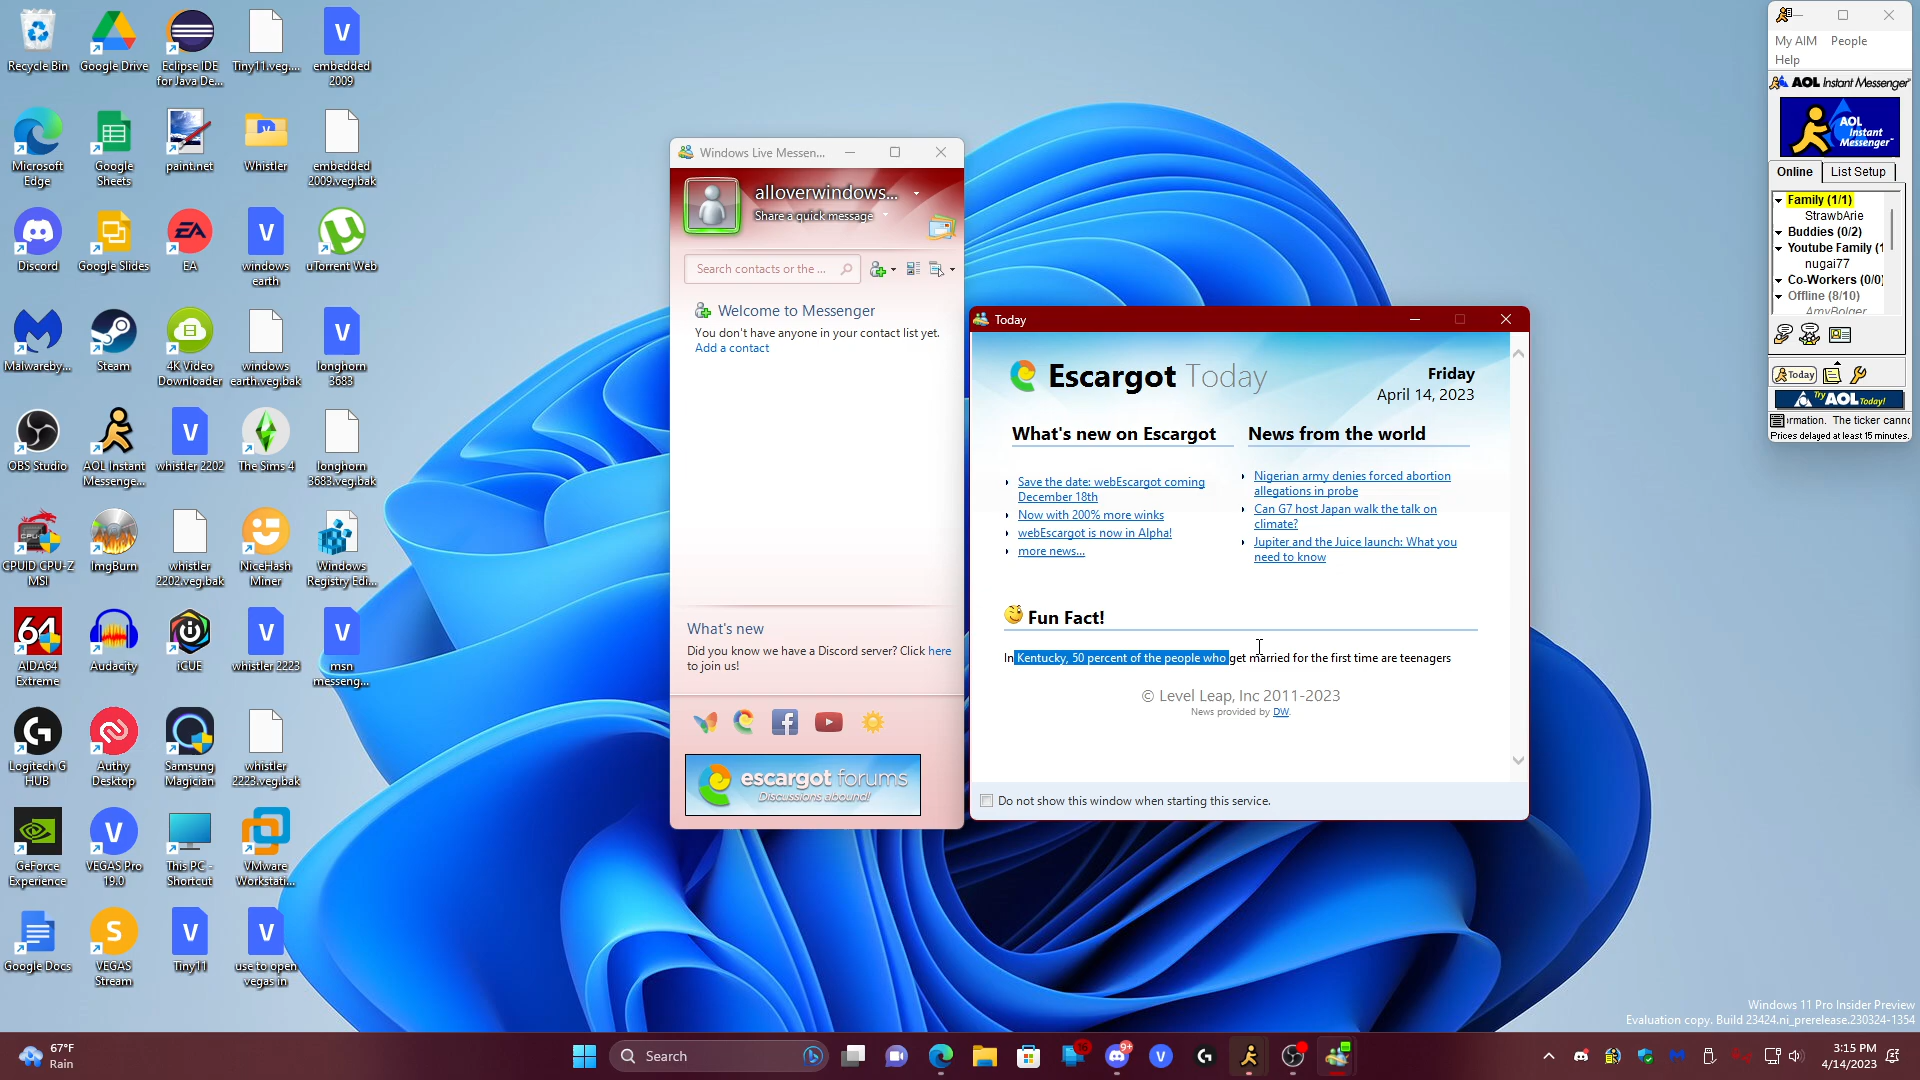 Recycle Bin
Google Drive
Eclipse IDE
for Java De...
Tiny11.veg....
embedded
2009
Microsoft
Edge
Google
Sheets
paint.net
Whistler
embedded
2009.veg.bak
Discord
Google Slides
EA
windows
earth
uTorrent Web
Malwareby...
Steam
4K Video
Downloader
windows
earth.veg.bak
longhorn
3683
OBS Studio
AOL Instant
Messenge...
whistler 2202
The Sims 4
longhorn
3683.veg.bak
CPUID CPU-Z
MSI
ImgBurn
whistler
2202.veg.bak
NiceHash
Miner
Windows
Registry Edi...
64
AIDA64
Extreme
Audacity
iCUE
whistler 2223
msn
messeng...
Logitech G
HUB
Authy
Desktop
Samsung
Magician
whistler
2223.veg.bak
GeForce
Experience
VEGAS Pro
19.0
This PC -
Shortcut
VMware
Workstati...
Google Docs
VEGAS
Stream
Tiny11
use to open
vegas in
Windows Live Messen...
alloverwindows...
Share a quick message
Search contacts or the ...
Welcome to Messenger
You don't have anyone in your contact list yet.
Add a contact
What's new
Did you know we have a Discord server? Click here
to join us!
escargot forums
Discussions abound!
Today
Escargot Today
Friday
April 14, 2023
What's new on Escargot
Save the date: webEscargot coming
December 18th
Now with 200% more winks
webEscargot is now in Alpha!
more news...
News from the world
Nigerian army denies forced abortion
allegations in probe
Can G7 host Japan walk the talk on
climate?
Jupiter and the Juice launch: What you
need to know
Fun Fact!
In Kentucky, 50 percent of the people who get married for the first time are teenagers
© Level Leap, Inc 2011-2023
News provided by DW.
Do not show this window when starting this service.
My AIM People
Help
AOL Instant Messenger
AOL
Instant
Messenger
Online
List Setup
Family (1/1)
StrawbArie
Buddies (0/2)
Youtube Family (1
nugai77
Co-Workers (0/0)
Offline (8/10)
AmyBolger
Today
Try AOL Today!
rmation. The ticker canno
Prices delayed at least 15 minutes.
Windows 11 Pro Insider Preview
Evaluation copy. Build 23424.ni_prerelease.230324-1354
67°F
Rain
Search
16
9+
3:15 PM
4/14/2023